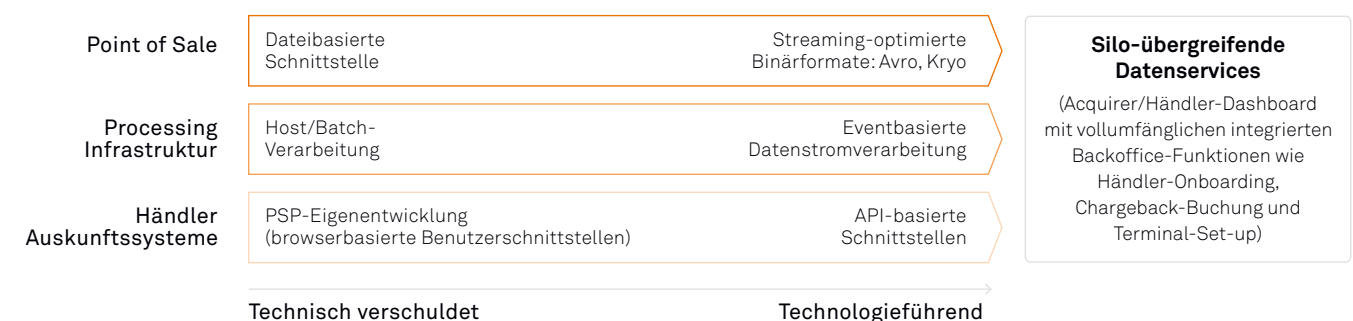 Point of Sale
Dateibasierte
Schnittstelle
Streaming-optimierte
Binärformate: Avro, Kryo
Processing
Infrastruktur
Host/Batch-
Verarbeitung
Eventbasierte
Datenstromverarbeitung
Händler
Auskunftssysteme
PSP-Eigenentwicklung
(browserbasierte Benutzerschnittstellen)
API-basierte
Schnittstellen
Technisch verschuldet
Technologieführend
Silo-übergreifende
Datenservices
(Acquirer/Händler-Dashboard
mit vollumfänglichen integrierten
Backoffice-Funktionen wie
Händler-Onboarding,
Chargeback-Buchung und
Terminal-Set-up)